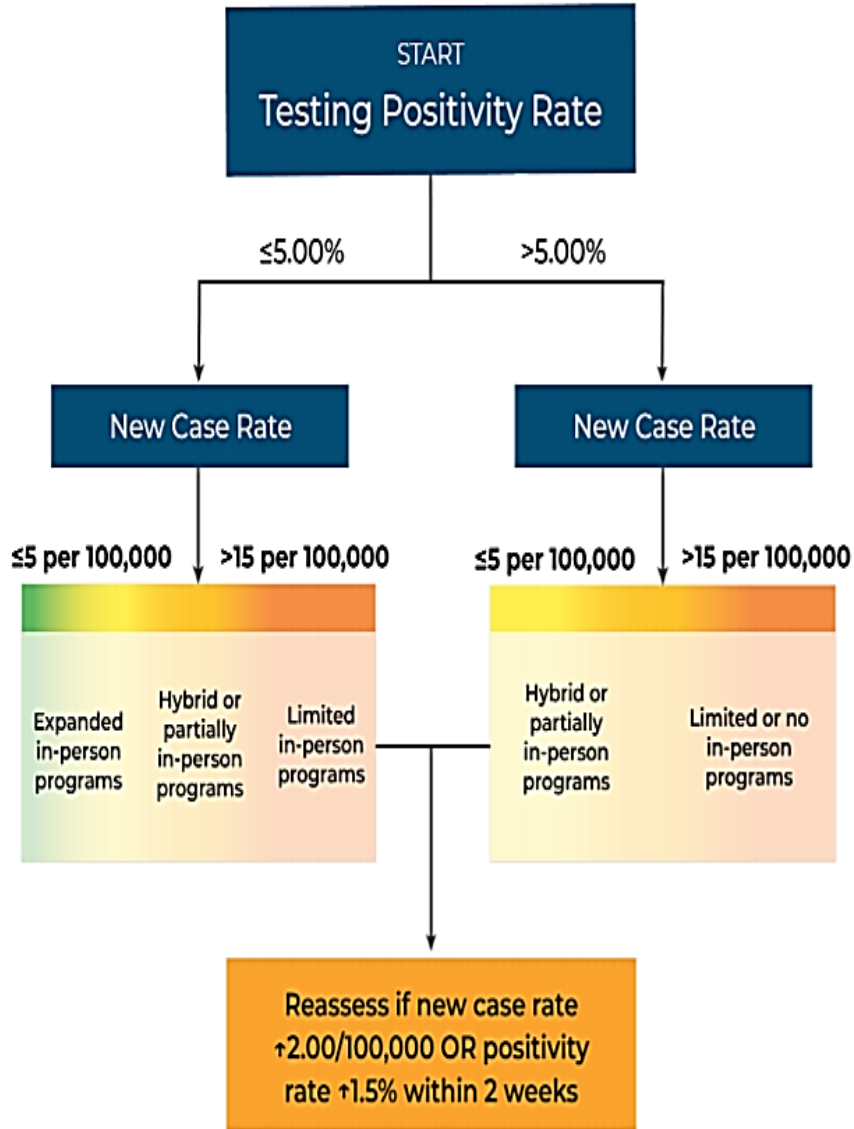 START
Testing Positivity Rate
≤5.00%
>5.00%
New Case Rate
New Case Rate
≤5 per 100,000
>15 per 100,000
≤5 per 100,000
>15 per 100,000
Expanded
in-person
programs
Hybrid or
partially
in-person
programs
Limited
in-person
programs
Hybrid or
partially
in-person
programs
Limited or no
in-person
programs
Reassess if new case rate
↑2.00/100,000 OR positivity
rate ↑1.5% within 2 weeks